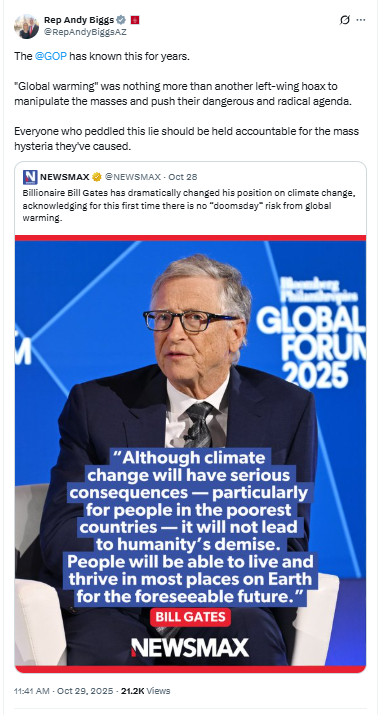 Rep Andy Biggs
@RepAndyBiggsAZ
The @GOP has known this for years.
"Global warming" was nothing more than another left-wing hoax to
manipulate the masses and push their dangerous and radical agenda.
Everyone who peddled this lie should be held accountable for the mass
hysteria they've caused.
N NEWSMAX @NEWSMAX · Oct 28
Billionaire Bill Gates has dramatically changed his position on climate change,
acknowledging for this first time there is no “doomsday” risk from global
warming.
Bloomberg
Philanthropies
GLOBAL
FORUM
2025
M
“Although climate
change will have serious
consequences — particularly
for people in the poorest
countries — it will not lead
to humanity’s demise.
People will be able to live and
thrive in most places on Earth
for the foreseeable future.”
BILL GATES
NEWSMAX
11:41 AM · Oct 29, 2025 · 21.2K Views